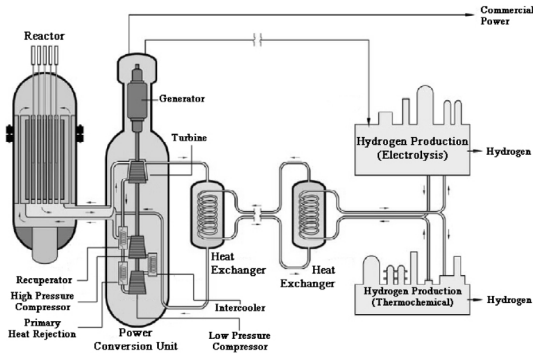 Commercial
Power
Reactor
Generator
Turbine
Hydrogen Production
(Electrolysis)
Hydrogen
Heat
Exchanger
Heat
Exchanger
Recuperator
High Pressure
Compressor
Primary
Heat Rejection
Intercooler
Power
Conversion Unit
Low Pressure
Compressor
Hydrogen Production
(Thermochemical)
Hydrogen